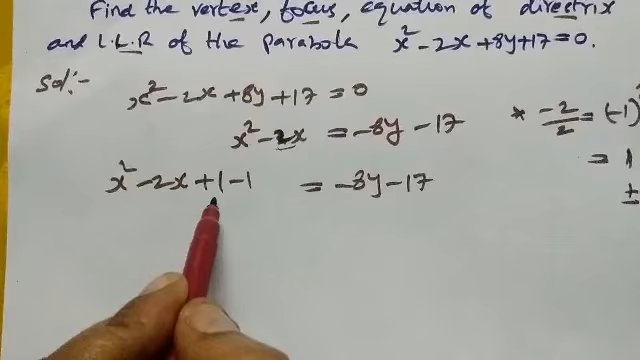 Find the vertex, focus, equation of directrix
and L.L.R of the parabola x² - 2x + 8y + 17 = 0.
Sol:-
x² - 2x + 8y + 17 = 0
x² - 2x = -8y - 17
* -2/2 = (-1)²
= 1
±
x² - 2x + 1 - 1 = -8y - 17